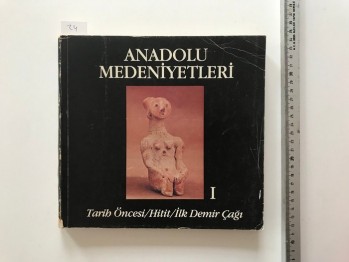 ANADOLU
MEDENİYETLERİ
I
Tarih Öncesi/Hitit/İlk Demir Çağı